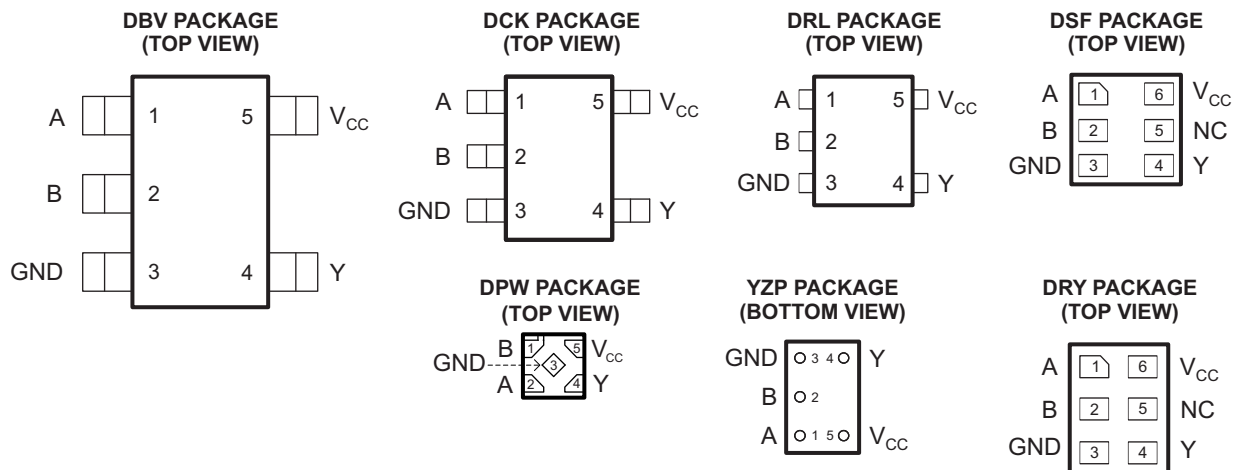 DBV PACKAGE
(TOP VIEW)
A 1 5 VCC
B 2
GND 3 4 Y
DCK PACKAGE
(TOP VIEW)
A 1 5 VCC
B 2
GND 3 4 Y
DRL PACKAGE
(TOP VIEW)
A 1 5 VCC
B 2
GND 3 4 Y
DSF PACKAGE
(TOP VIEW)
A 1 6 VCC
B 2 5 NC
GND 3 4 Y
DPW PACKAGE
(TOP VIEW)
B 1 5 VCC
GND 3
A 2 4 Y
YZP PACKAGE
(BOTTOM VIEW)
GND 3 4 Y
B 2
A 1 5 VCC
DRY PACKAGE
(TOP VIEW)
A 1 6 VCC
B 2 5 NC
GND 3 4 Y